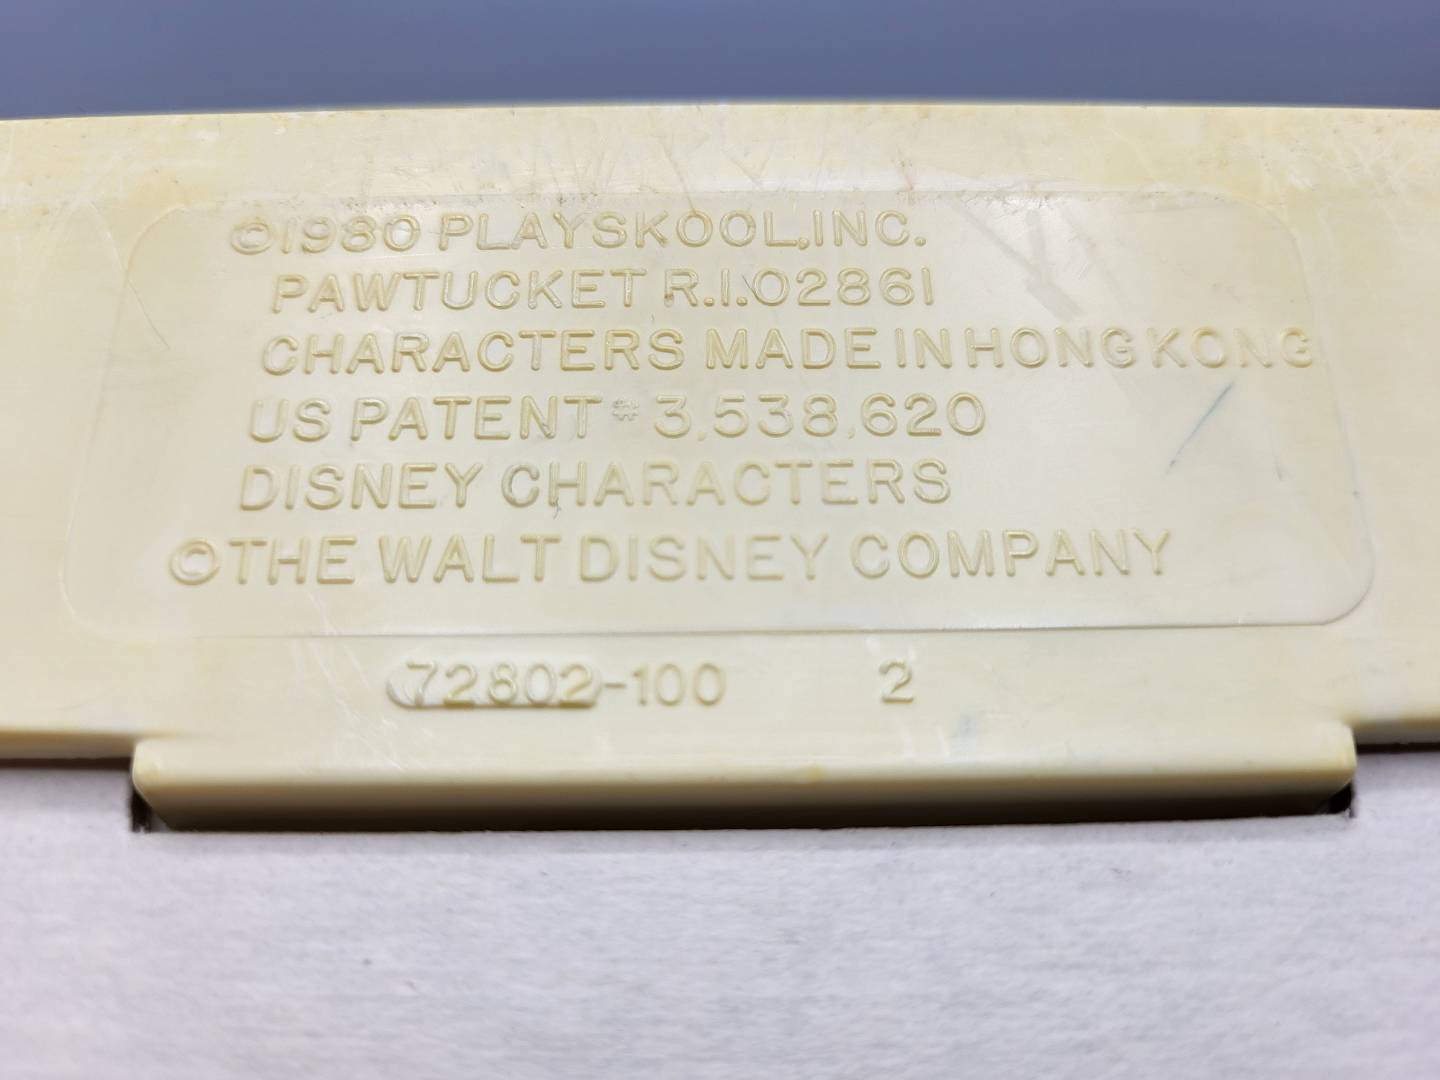 ©1980 PLAYSKOOL, INC.
PAWTUCKET R.I. 02861
CHARACTERS MADE IN HONG KONG
US PATENT # 3,538,620
DISNEY CHARACTERS
© THE WALT DISNEY COMPANY
72802-100 2